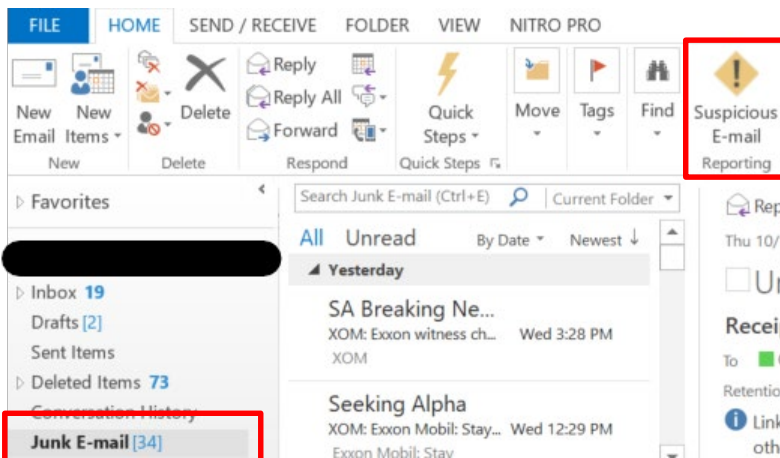 FILE HOME SEND / RECEIVE FOLDER VIEW NITRO PRO
New Email
New Items
Delete
Reply
Reply All
Forward
Quick Steps
Move
Tags
Find
Suspicious E-mail
New
Delete
Respond
Quick Steps
Reporting
Favorites
Inbox 19
Drafts [2]
Sent Items
Deleted Items 73
Conversation History
Junk E-mail [34]
Search Junk E-mail (Ctrl+E)
Current Folder
All Unread By Date Newest
Yesterday
SA Breaking Ne...
XOM: Exxon witness ch... Wed 3:28 PM
XOM
Seeking Alpha
XOM: Exxon Mobil: Stay... Wed 12:29 PM
Exxon Mobil: Stay
Thu 10/
To